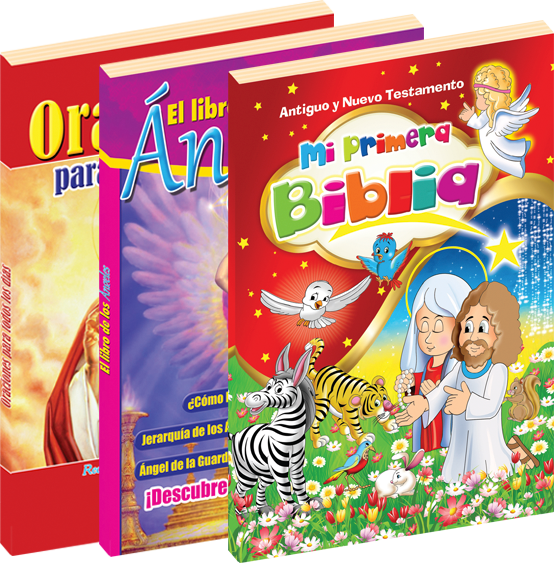 Ora
para
Oraciones para todos los días
El libro de los Ángeles
El libr
Án
¿Cómo
Jerarquía de los
Ángel de la Guard
¡Descubre
Antiguo y Nuevo Testamento
Mi primera
Biblia